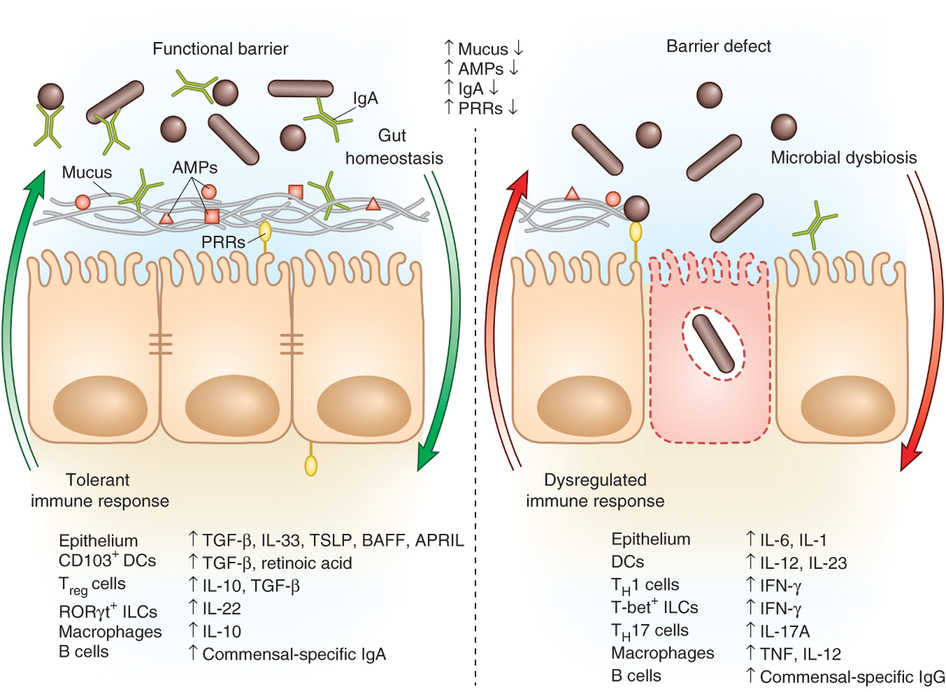 Functional barrier
↑ Mucus ↓
↑ AMPs ↓
↑ IgA ↓
↑ PRRs ↓
Barrier defect
IgA
Gut
homeostasis
Microbial dysbiosis
Mucus
AMPs
PRRs
Tolerant
immune response
Epithelium ↑ TGF-β, IL-33, TSLP, BAFF, APRIL
CD103⁺ DCs ↑ TGF-β, retinoic acid
Treg cells ↑ IL-10, TGF-β
RORγt⁺ ILCs ↑ IL-22
Macrophages ↑ IL-10
B cells ↑ Commensal-specific IgA
Dysregulated
immune response
Epithelium ↑ IL-6, IL-1
DCs ↑ IL-12, IL-23
TH1 cells ↑ IFN-γ
T-bet⁺ ILCs ↑ IFN-γ
TH17 cells ↑ IL-17A
Macrophages ↑ TNF, IL-12
B cells ↑ Commensal-specific IgG